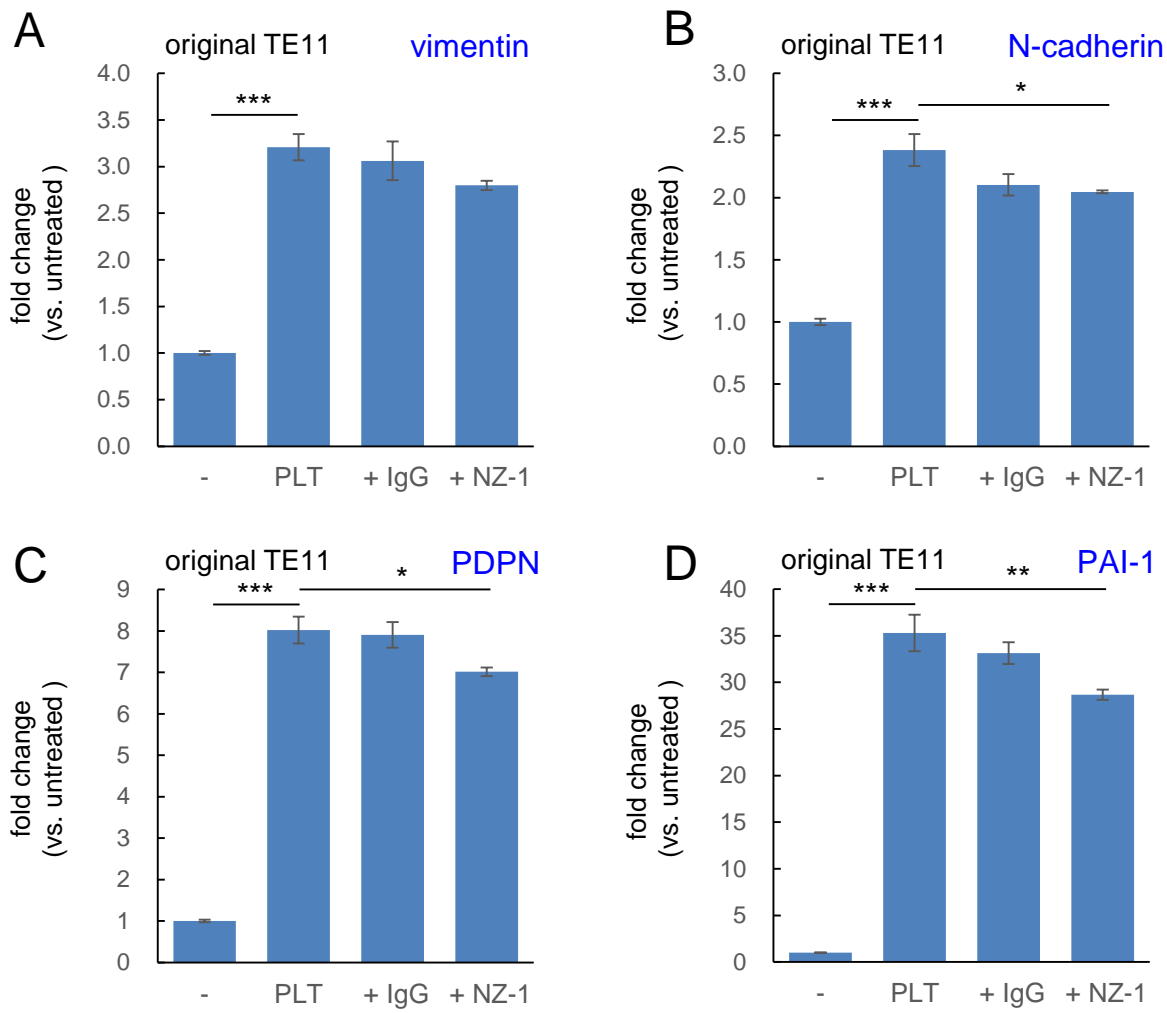 A
original TE11
vimentin
***
4.0
3.5
3.0
2.5
2.0
1.5
1.0
0.5
0.0
fold change
(vs. untreated )
-
PLT
+ IgG
+ NZ-1
B
original TE11
N-cadherin
***
*
3.0
2.5
2.0
1.5
1.0
0.5
0.0
fold change
(vs. untreated )
-
PLT
+ IgG
+ NZ-1
C
original TE11
PDPN
***
*
9
8
7
6
5
4
3
2
1
0
fold change
(vs. untreated )
-
PLT
+ IgG
+ NZ-1
D
original TE11
PAI-1
***
**
40
35
30
25
20
15
10
5
0
fold change
(vs. untreated )
-
PLT
+ IgG
+ NZ-1